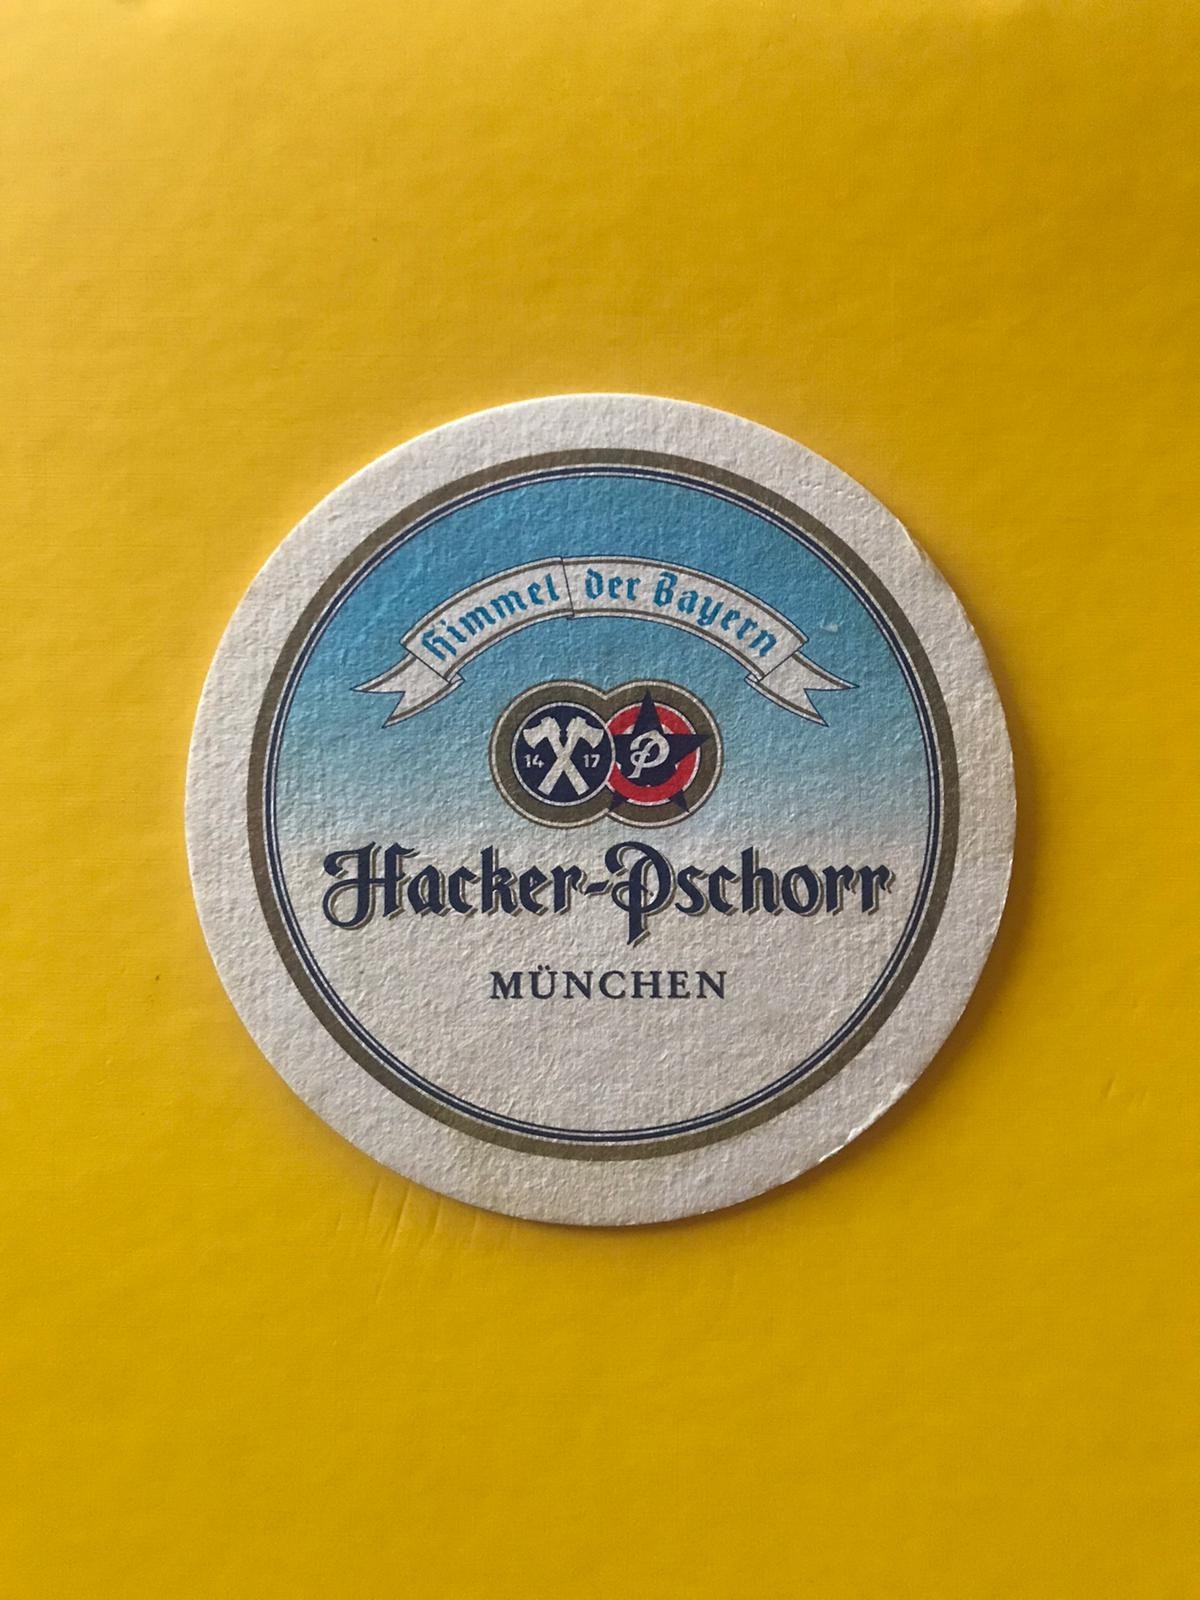 Himmel der Bayern
14 17 P
Hacker-Pschorr
MÜNCHEN